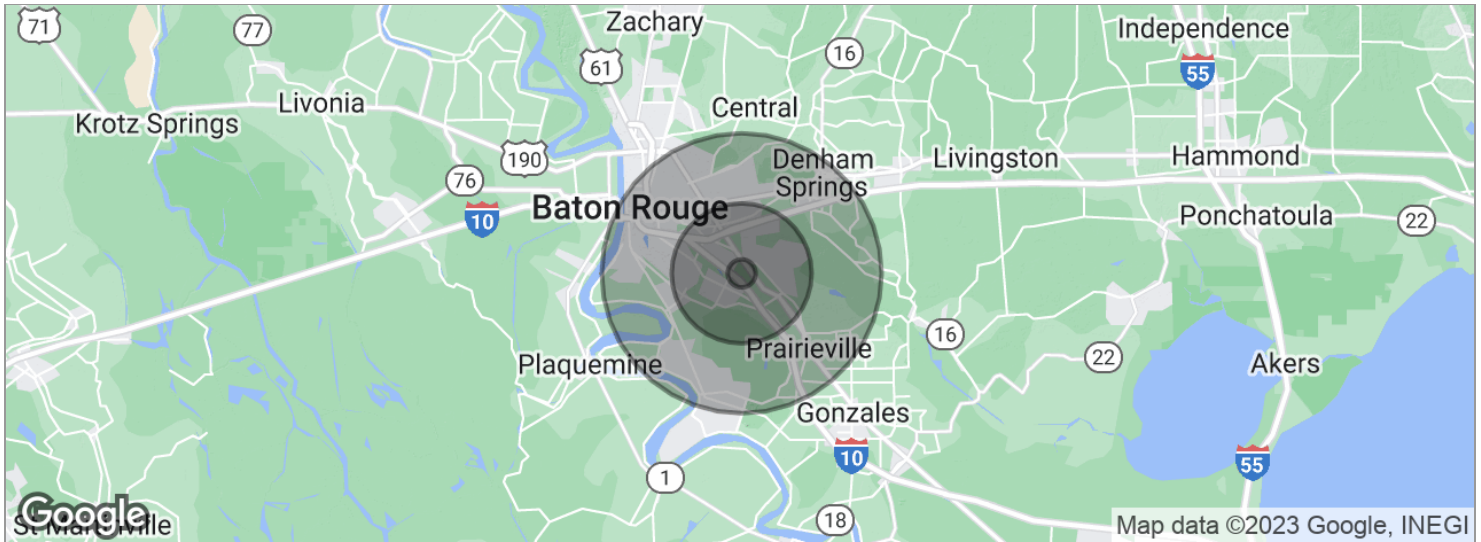 71
77
Zachary
61
16
Independence
55
Livonia
Krotz Springs
Central
190
Denham
Springs
Livingston
Hammond
76
10
Baton Rouge
Ponchatoula
22
Plaquemine
Prairieville
16
22
Akers
Gonzales
10
55
1
18
Google
Map data ©2023 Google, INEGI